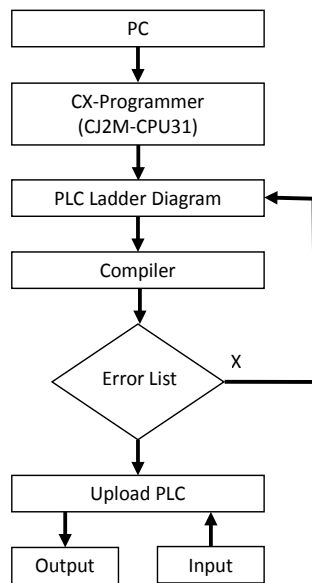 PC
CX-Programmer
(CJ2M-CPU31)
PLC Ladder Diagram
Compiler
Error List
X
Upload PLC
Output
Input